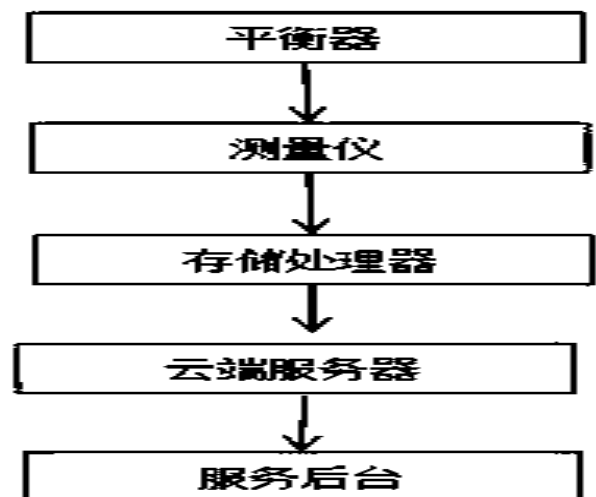 平衡器
测量仪
存储处理器
云端服务器
服务后台